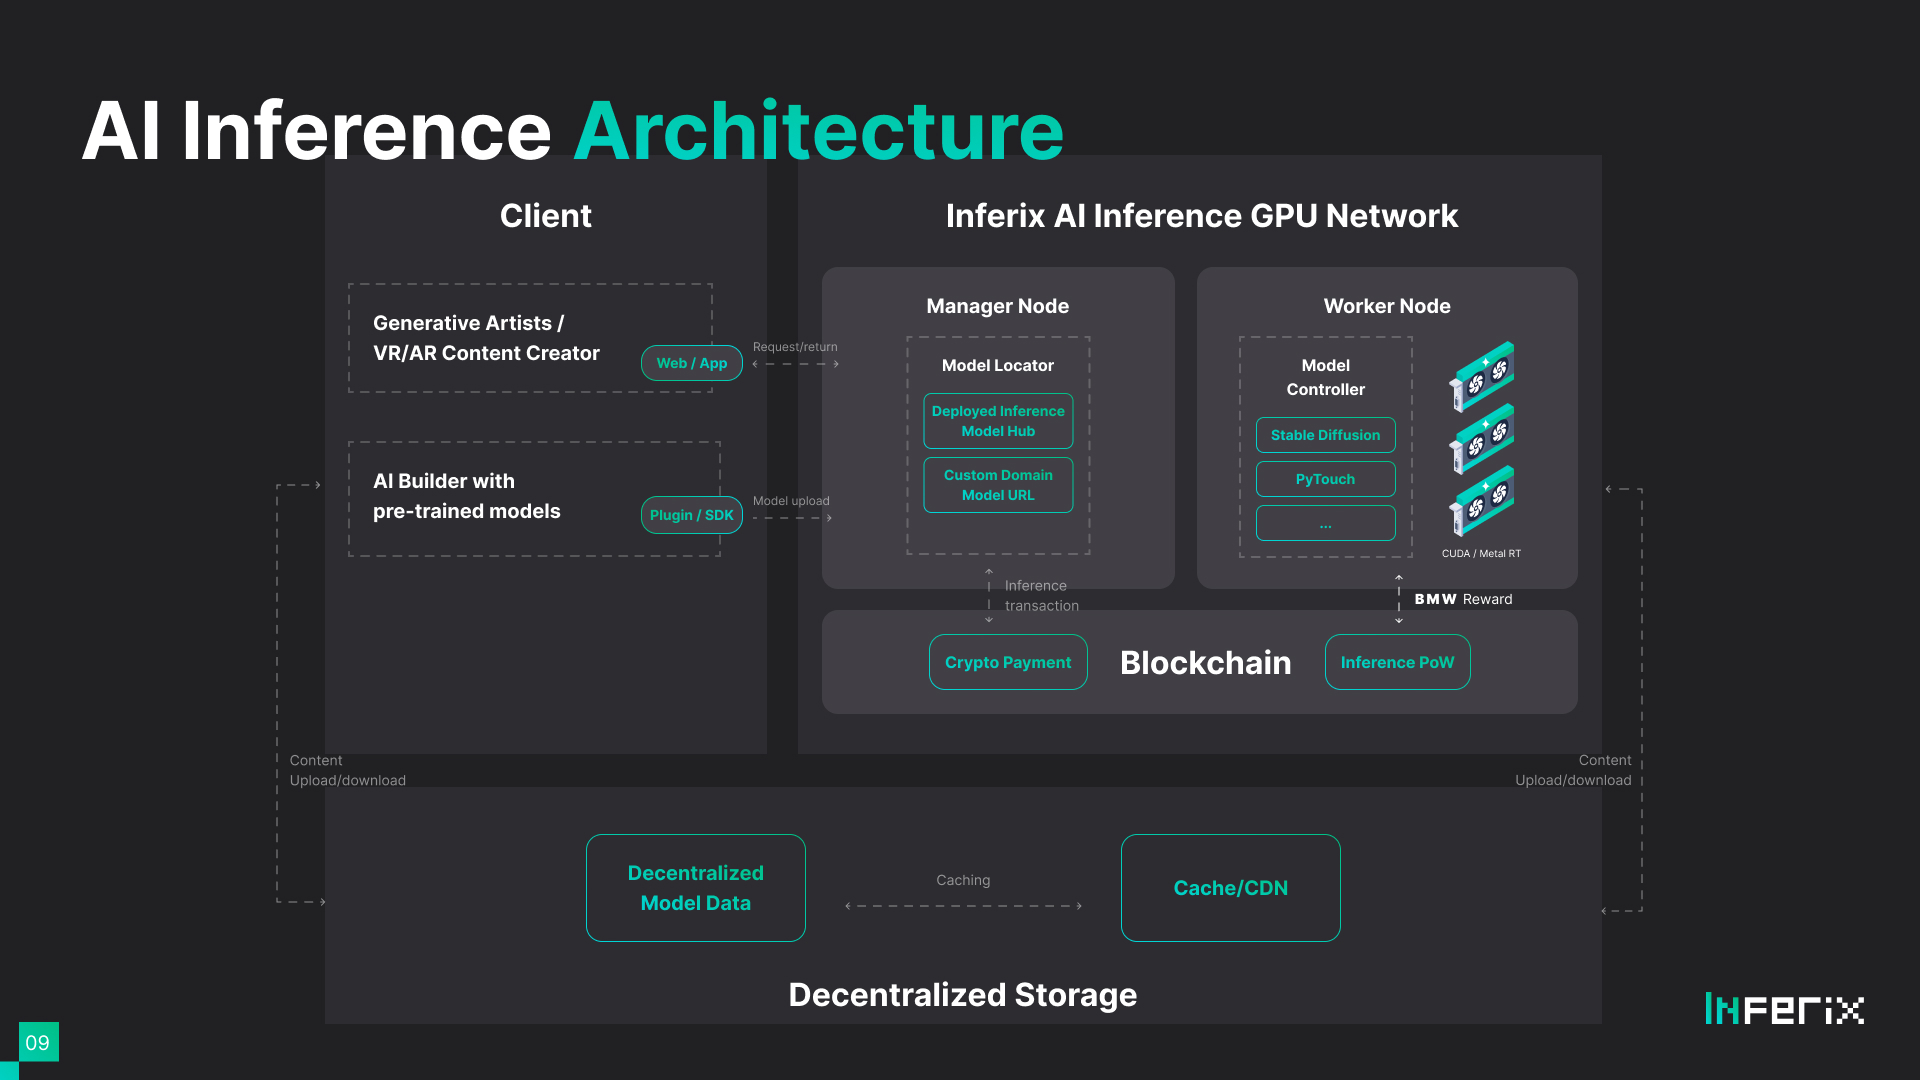 AI Inference Architecture
Client
Generative Artists /
VR/AR Content Creator
Web / App
AI Builder with
pre-trained models
Plugin / SDK
Request/return
Model upload
Inferix AI Inference GPU Network
Manager Node
Model Locator
Deployed Inference
Model Hub
Custom Domain
Model URL
Worker Node
Model
Controller
Stable Diffusion
PyTouch
...
CUDA / Metal RT
Inference
transaction
BMW Reward
Crypto Payment
Blockchain
Inference PoW
Content
Upload/download
Content
Upload/download
Decentralized
Model Data
Caching
Cache/CDN
Decentralized Storage
09
INFERIX